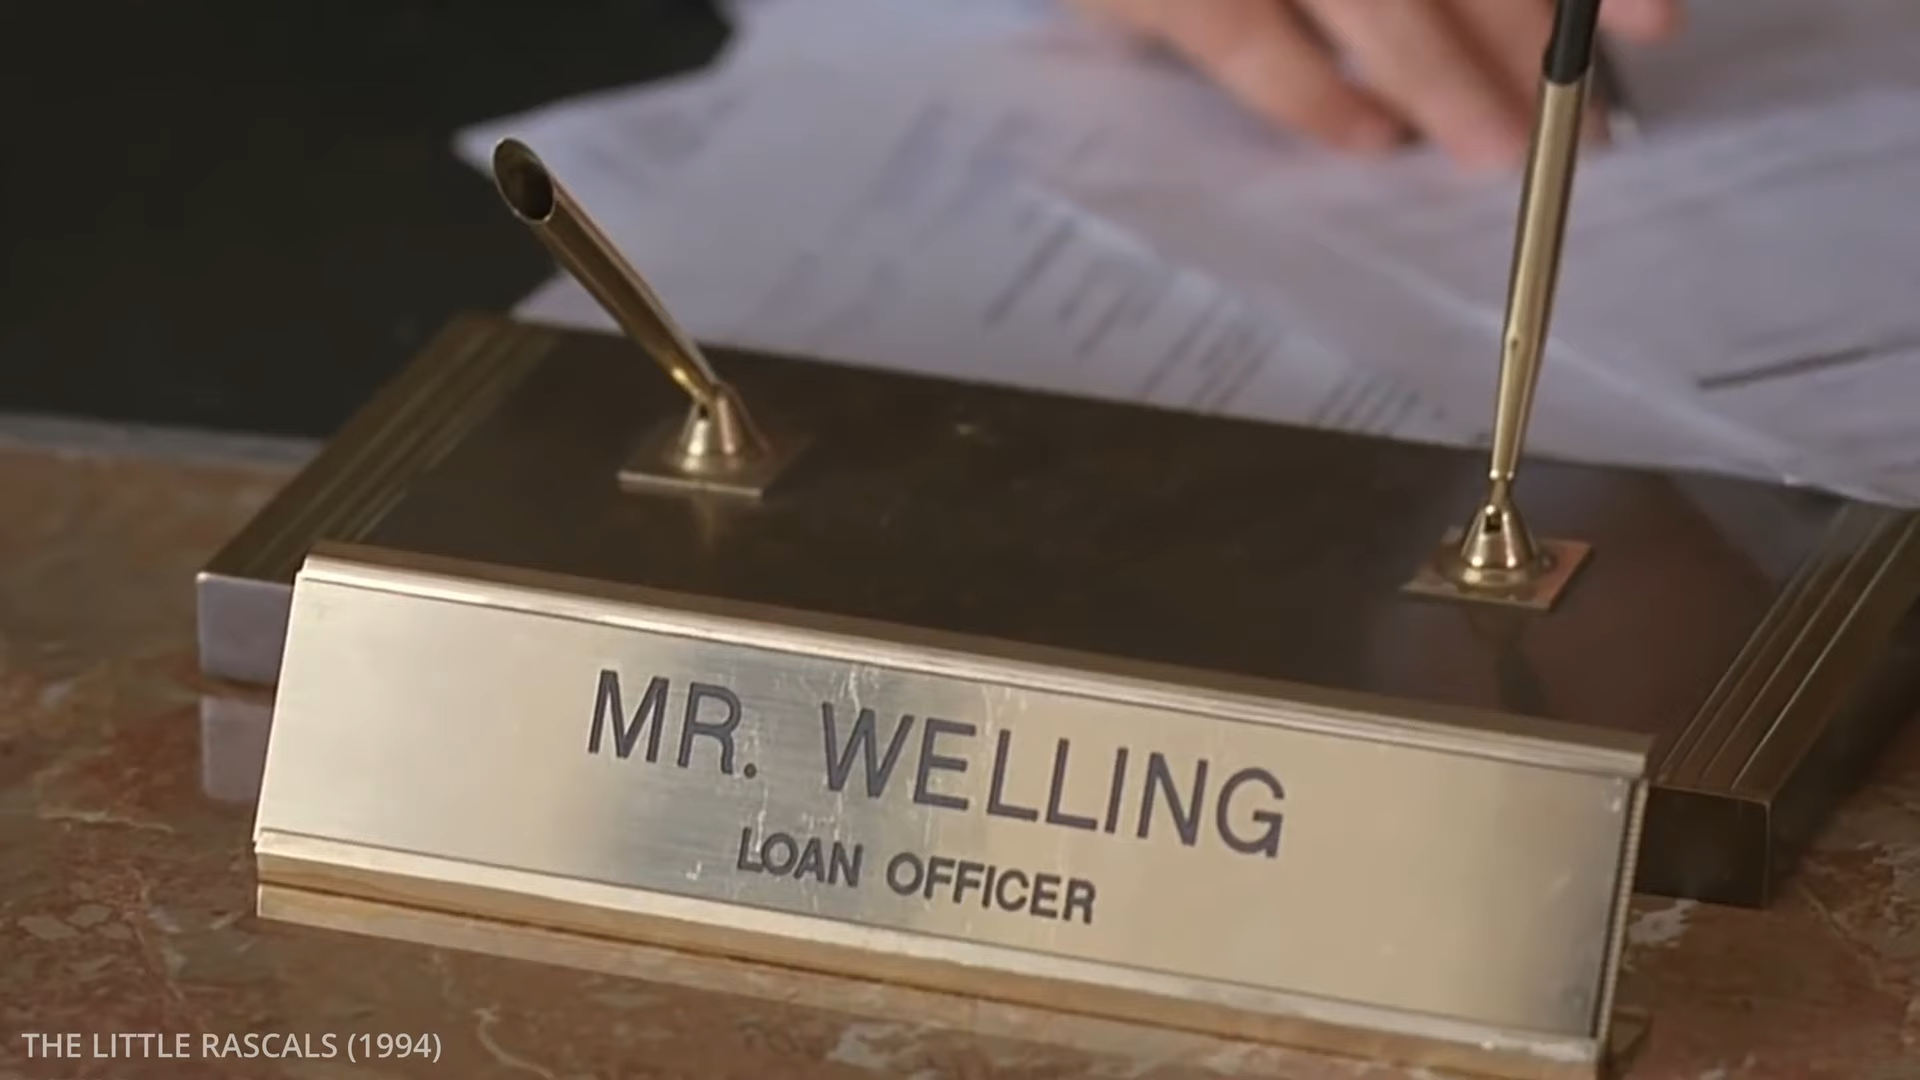 MR. WELLING
LOAN OFFICER
THE LITTLE RASCALS (1994)